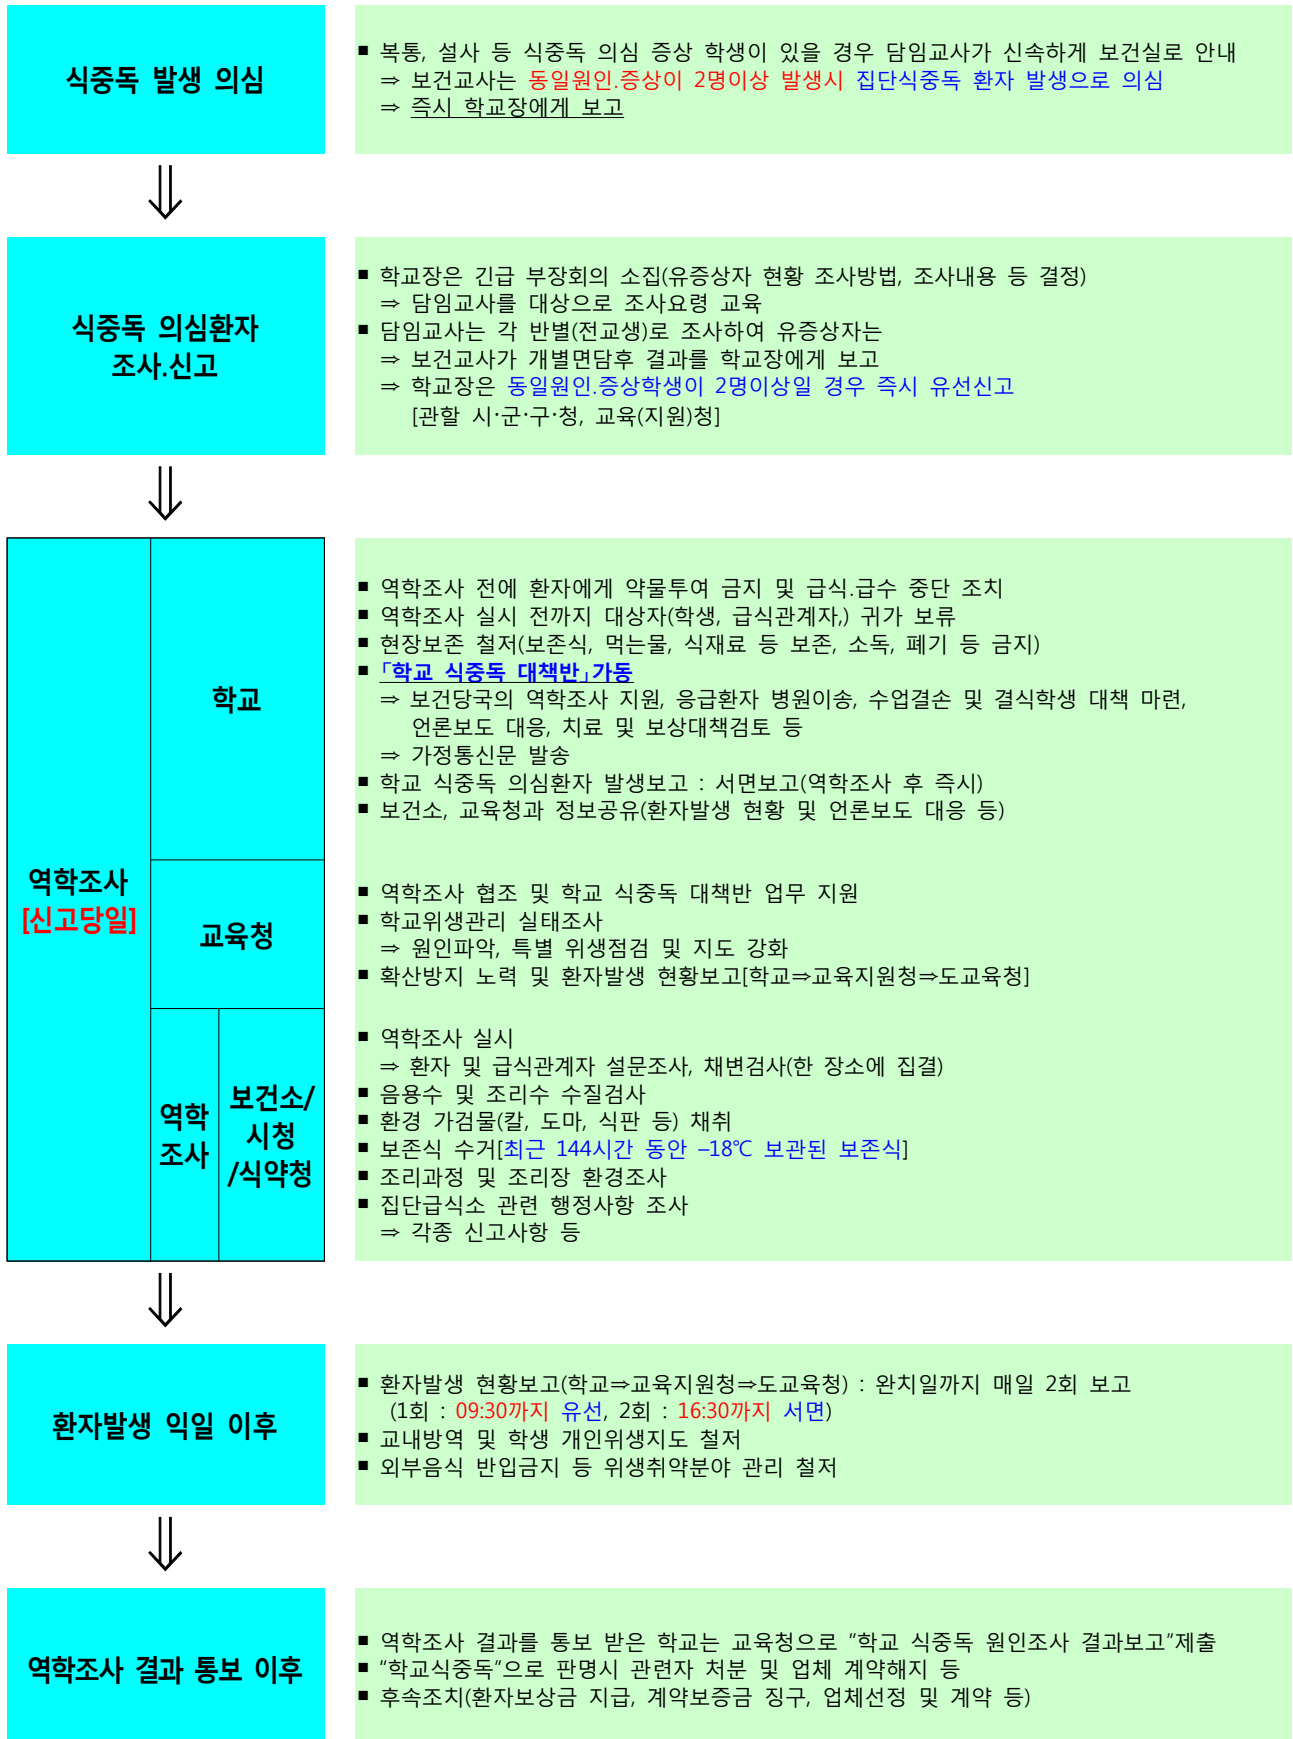 식중독 발생 의심
▪ 복통, 설사 등 식중독 의심 증상 학생이 있을 경우 담임교사가 신속하게 보건실로 안내
⇒ 보건교사는 동일원인.증상이 2명이상 발생시 집단식중독 환자 발생으로 의심
⇒ 즉시 학교장에게 보고
⇓
식중독 의심환자
조사.신고
▪ 학교장은 긴급 부장회의 소집(유증상자 현황 조사방법, 조사내용 등 결정)
⇒ 담임교사를 대상으로 조사요령 교육
▪ 담임교사는 각 반별(전교생)로 조사하여 유증상자는
⇒ 보건교사가 개별면담후 결과를 학교장에게 보고
⇒ 학교장은 동일원인.증상학생이 2명이상일 경우 즉시 유선신고
[관할 시·군·구·청, 교육(지원)청]
⇓
역학조사
[신고당일]
학교
▪ 역학조사 전에 환자에게 약물투여 금지 및 급식.급수 중단 조치
▪ 역학조사 실시 전까지 대상자(학생, 급식관계자,) 귀가 보류
▪ 현장보존 철저(보존식, 먹는물, 식재료 등 보존, 소독, 폐기 등 금지)
▪ 「학교 식중독 대책반」가동
⇒ 보건당국의 역학조사 지원, 응급환자 병원이송, 수업결손 및 결식학생 대책 마련,
언론보도 대응, 치료 및 보상대책검토 등
⇒ 가정통신문 발송
▪ 학교 식중독 의심환자 발생보고 : 서면보고(역학조사 후 즉시)
▪ 보건소, 교육청과 정보공유(환자발생 현황 및 언론보도 대응 등)
교육청
▪ 역학조사 협조 및 학교 식중독 대책반 업무 지원
▪ 학교위생관리 실태조사
⇒ 원인파악, 특별 위생점검 및 지도 강화
▪ 확산방지 노력 및 환자발생 현황보고[학교⇒교육지원청⇒도교육청]
역학
조사
보건소/
시청
/식약청
▪ 역학조사 실시
⇒ 환자 및 급식관계자 설문조사, 채변검사(한 장소에 집결)
▪ 음용수 및 조리수 수질검사
▪ 환경 가검물(칼, 도마, 식판 등) 채취
▪ 보존식 수거[최근 144시간 동안 –18℃ 보관된 보존식]
▪ 조리과정 및 조리장 환경조사
▪ 집단급식소 관련 행정사항 조사
⇒ 각종 신고사항 등
⇓
환자발생 익일 이후
▪ 환자발생 현황보고(학교⇒교육지원청⇒도교육청) : 완치일까지 매일 2회 보고
(1회 : 09:30까지 유선, 2회 : 16:30까지 서면)
▪ 교내방역 및 학생 개인위생지도 철저
▪ 외부음식 반입금지 등 위생취약분야 관리 철저
⇓
역학조사 결과 통보 이후
▪ 역학조사 결과를 통보 받은 학교는 교육청으로 "학교 식중독 원인조사 결과보고"제출
▪ "학교식중독"으로 판명시 관련자 처분 및 업체 계약해지 등
▪ 후속조치(환자보상금 지급, 계약보증금 징구, 업체선정 및 계약 등)